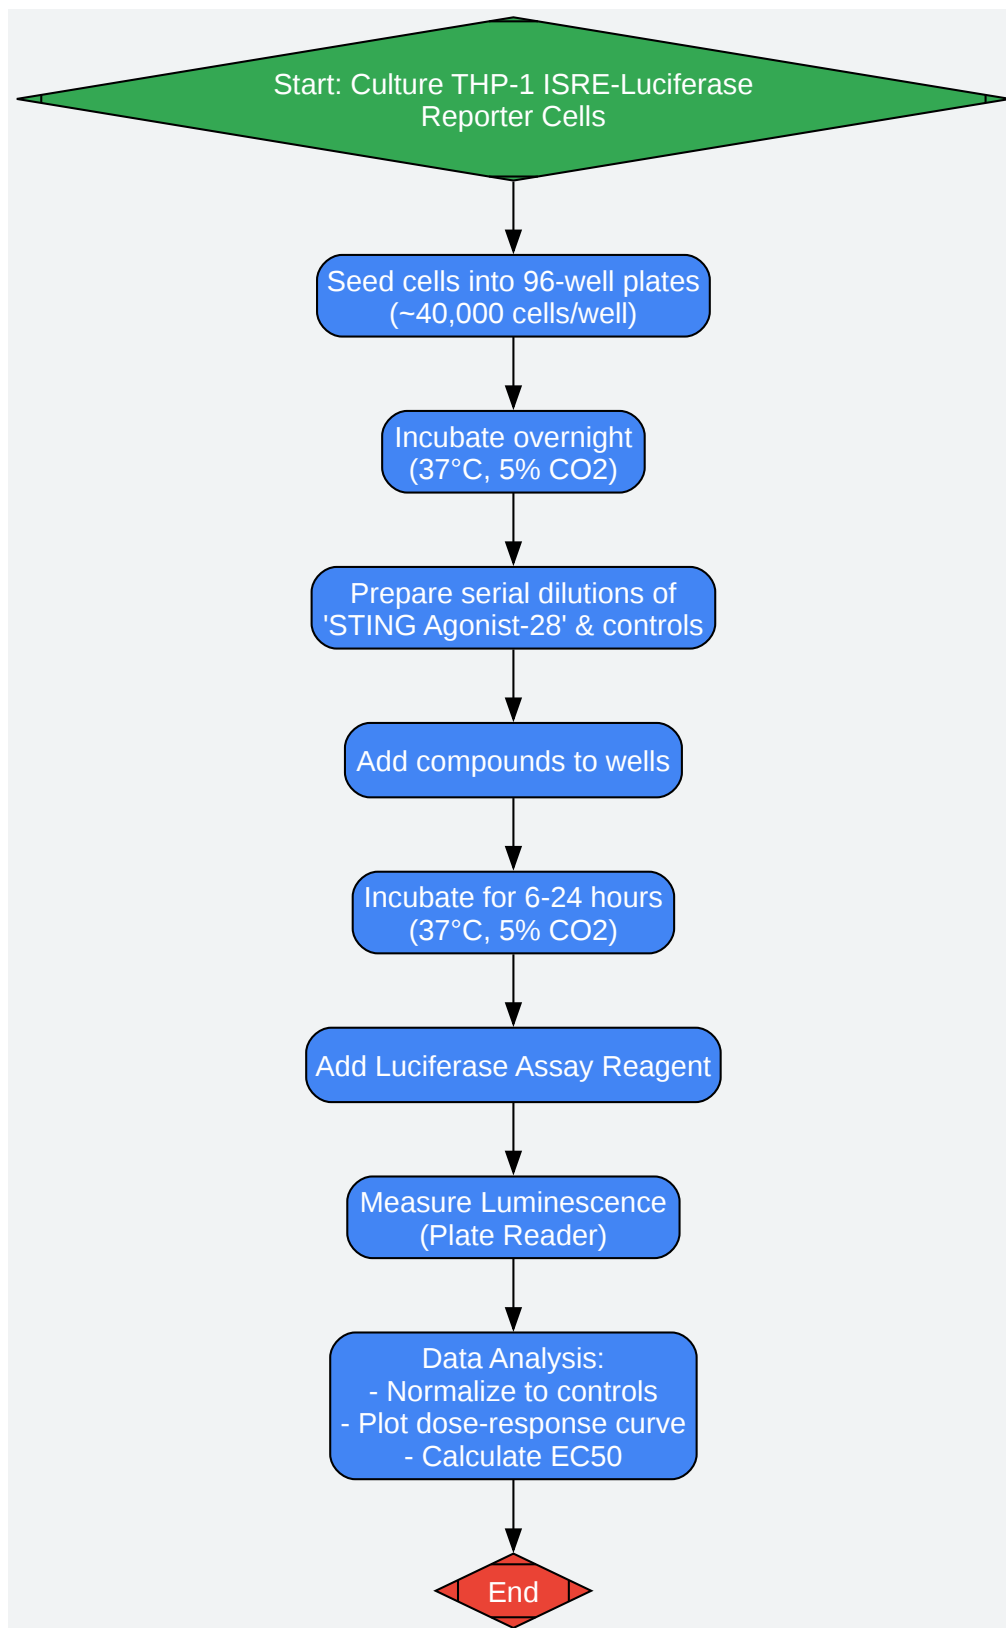 Start: Culture THP-1 ISRE-Luciferase
Reporter Cells
Seed cells into 96-well plates
(~40,000 cells/well)
Incubate overnight
(37°C, 5% CO2)
Prepare serial dilutions of
'STING Agonist-28' & controls
Add compounds to wells
Incubate for 6-24 hours
(37°C, 5% CO2)
Add Luciferase Assay Reagent
Measure Luminescence
(Plate Reader)
Data Analysis:
- Normalize to controls
- Plot dose-response curve
- Calculate EC50
End